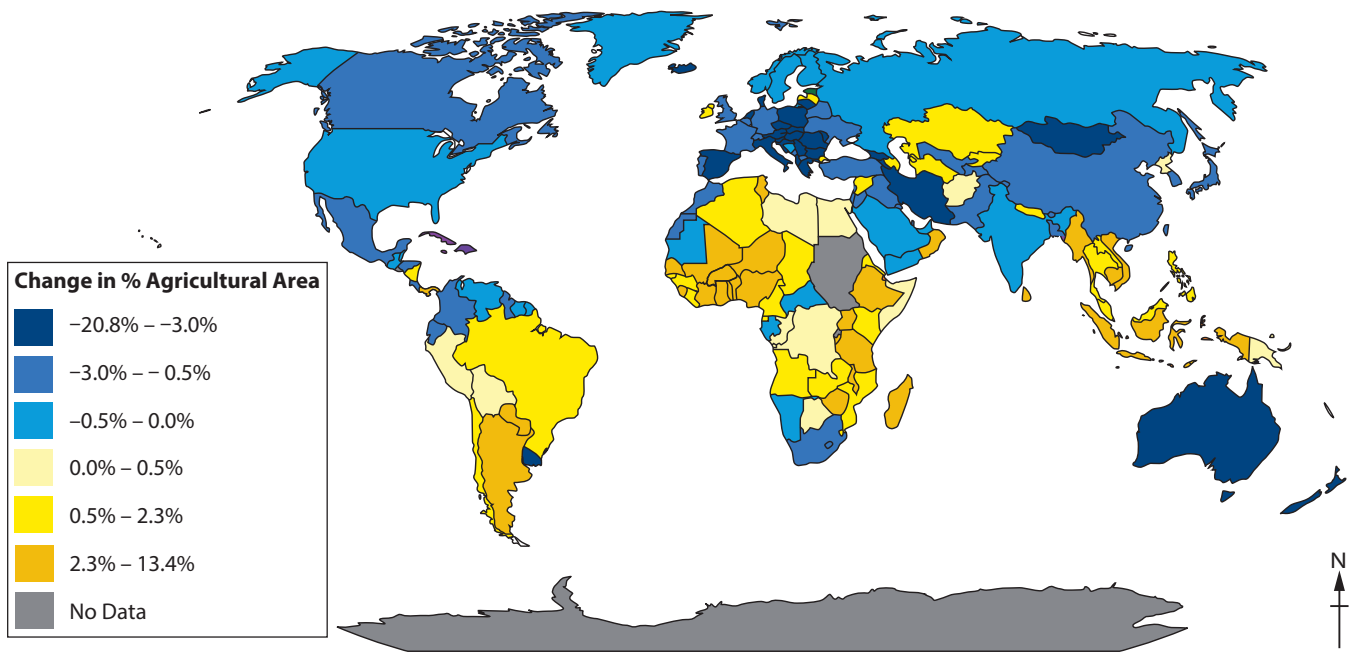 Change in % Agricultural Area
−20.8% – −3.0%
−3.0% – − 0.5%
−0.5% – 0.0%
0.0% – 0.5%
0.5% – 2.3%
2.3% – 13.4%
No Data
N